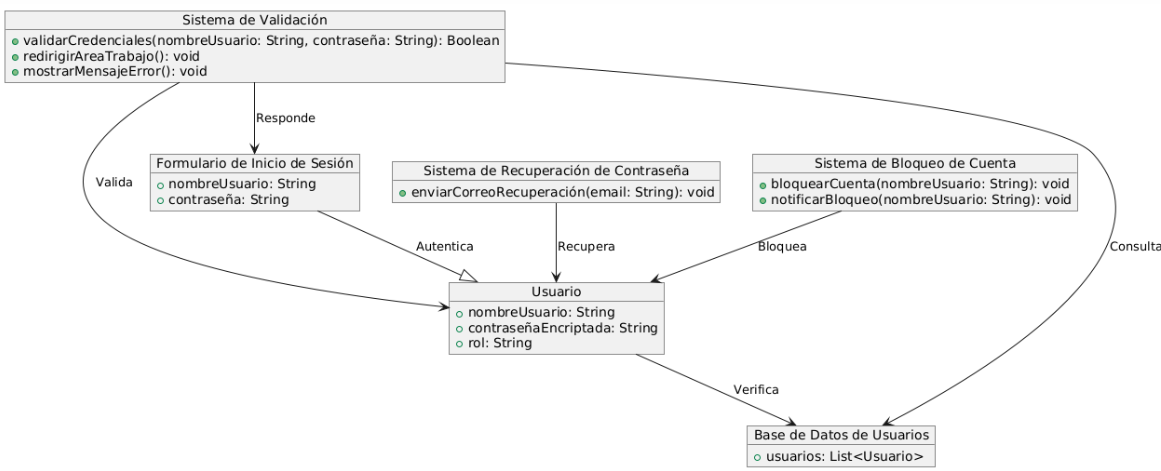 Sistema de Validación
validarCredenciales(nombreUsuario: String, contraseña: String): Boolean
redirigirAreaTrabajo(): void
mostrarMensajeError(): void
Responde
Formulario de Inicio de Sesión
nombreUsuario: String
contraseña: String
Sistema de Recuperación de Contraseña
enviarCorreoRecuperación(email: String): void
Sistema de Bloqueo de Cuenta
bloquearCuenta(nombreUsuario: String): void
notificarBloqueo(nombreUsuario: String): void
Valida
Autentica
Recupera
Bloquea
Consulta
Usuario
nombreUsuario: String
contraseñaEncriptada: String
rol: String
Verifica
Base de Datos de Usuarios
usuarios: List<Usuario>